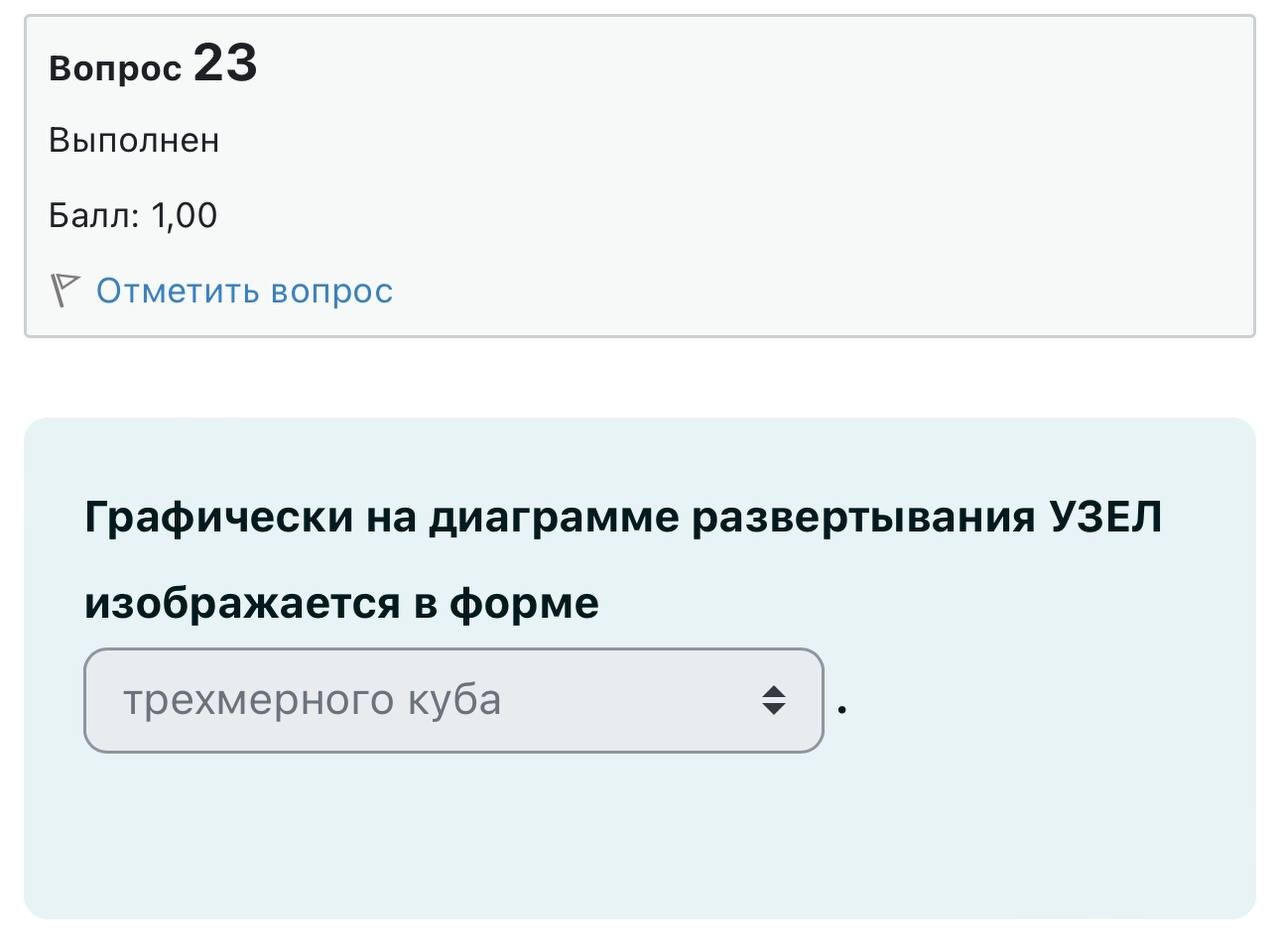 Вопрос 23
Выполнен
Балл: 1,00
Отметить вопрос
Графически на диаграмме развертывания УЗЕЛ
изображается в форме
трехмерного куба .